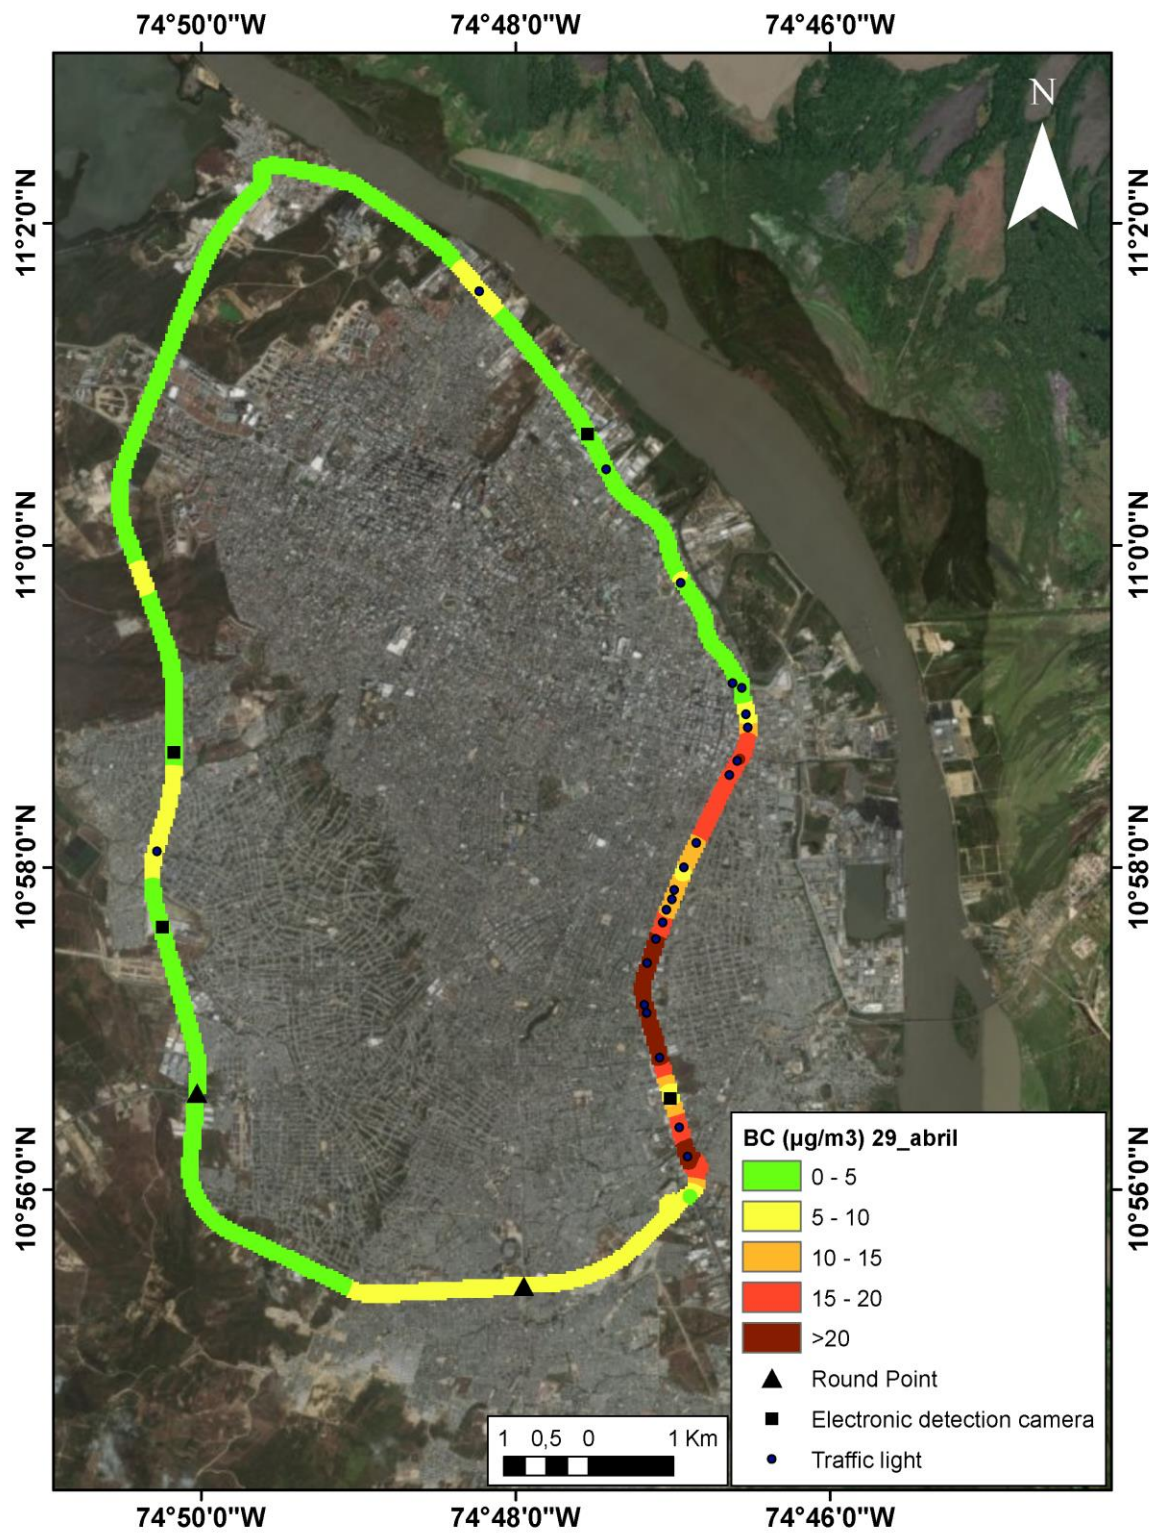 74°50'0"W 74°48'0"W 74°46'0"W
N
11°2'0"N 11°2'0"N
11°0'0"N 11°0'0"N
10°58'0"N 10°58'0"N
10°56'0"N 10°56'0"N
BC (µg/m3) 29_abril
0 - 5
5 - 10
10 - 15
15 - 20
>20
Round Point
Electronic detection camera
Traffic light
1 0,5 0 1 Km
74°50'0"W 74°48'0"W 74°46'0"W